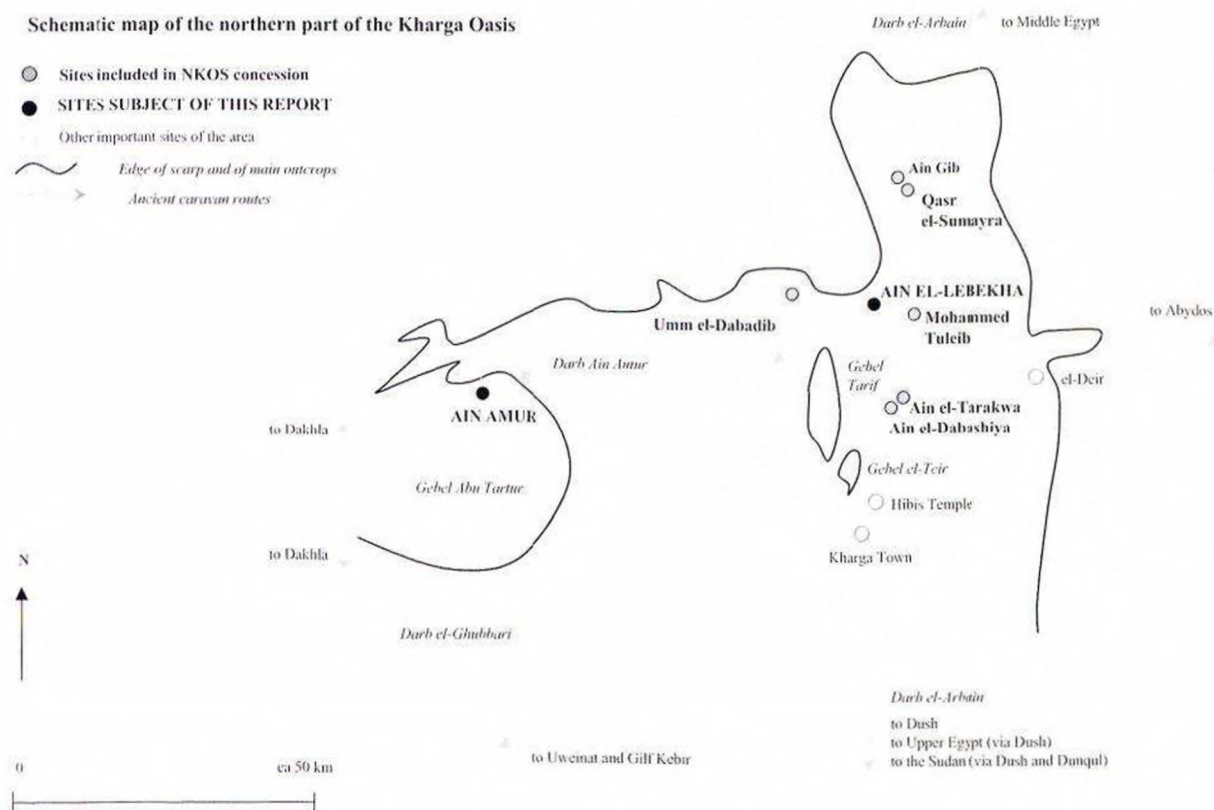 Schematic map of the northern part of the Kharga Oasis
Sites included in NKOS concession
SITES SUBJECT OF THIS REPORT
Other important sites of the area
Edge of scarp and of main outcrops
Ancient caravan routes
Darb el-Arbain
to Middle Egypt
Ain Gib
Qasr
el-Sumayra
AIN EL-LEBEKHA
Mohammed
Tuleib
Umm el-Dabadib
to Abydos
Darb Ain Amur
Gebel
Tarif
el-Deir
AIN AMUR
Ain el-Tarakwa
Ain el-Dabashiya
to Dakhla
Gebel Abu Tartur
Gebel el-Teir
Hibis Temple
to Dakhla
Kharga Town
N
Darb el-Ghubbari
Darb el-Arbain
to Dush
to Upper Egypt (via Dush)
to the Sudan (via Dush and Dunqul)
to Uweinat and Gilf Kebir
0
ca 50 km